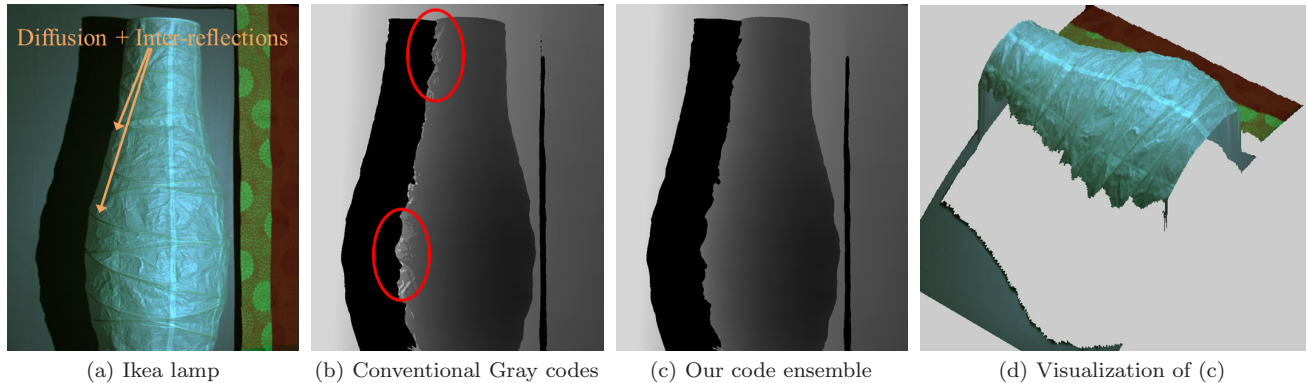 Diffusion + Inter-reflections
(a) Ikea lamp
(b) Conventional Gray codes
(c) Our code ensemble
(d) Visualization of (c)